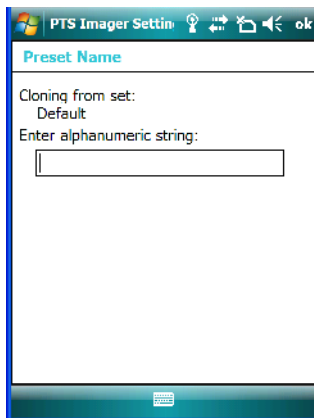 PTS Imager Settin ok
Preset Name
Cloning from set:
Default
Enter alphanumeric string: